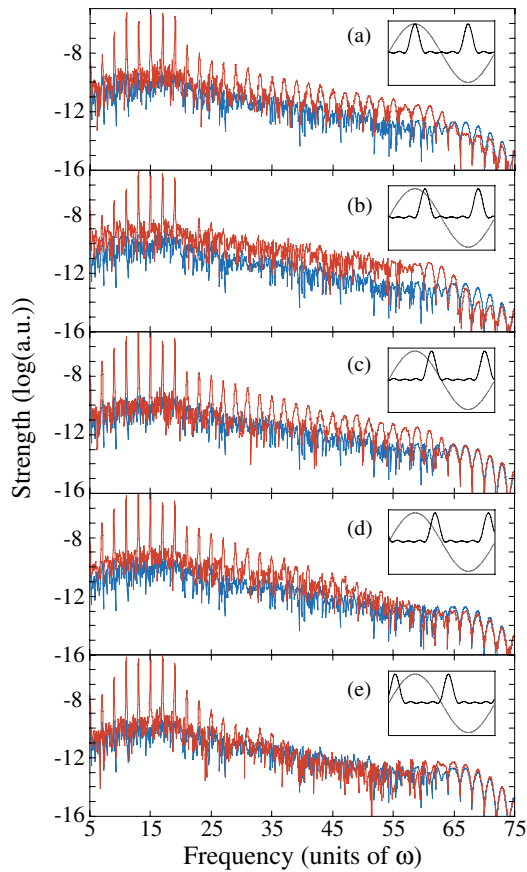 -8
-12
-16
(a)
-8
-12
-16
(b)
-8
-12
-16
(c)
-8
-12
-16
(d)
-8
-12
-16
(e)
5 15 25 35 45 55 65 75
Frequency (units of ω)
Strength (log(a.u.))